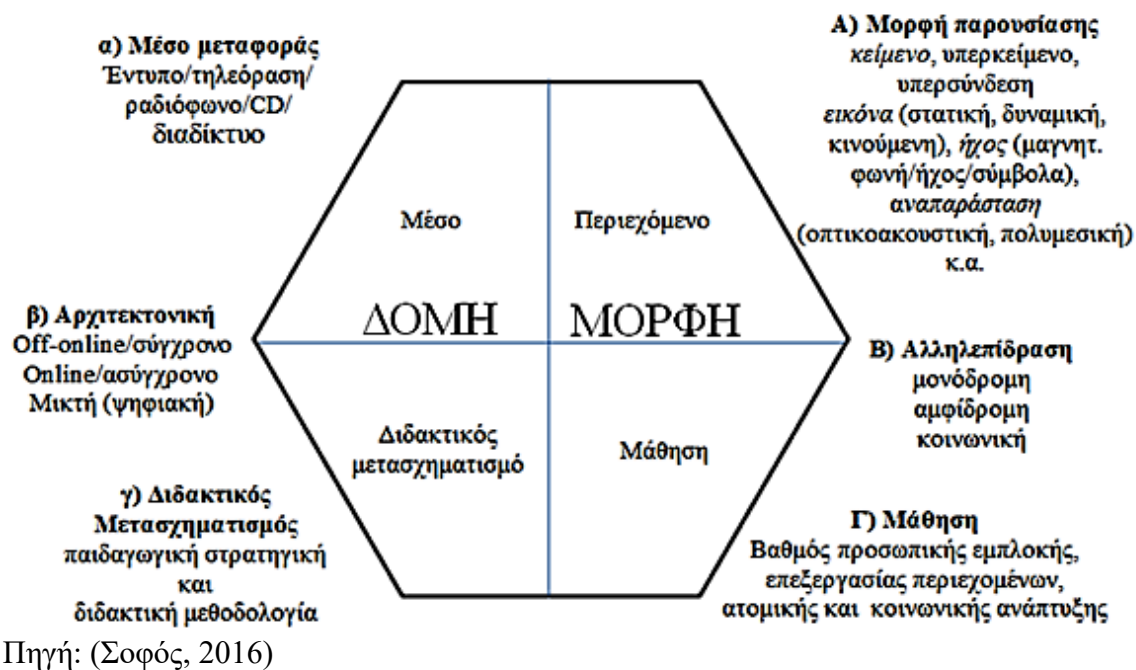 α) Μέσο μεταφοράς
Έντυπο/τηλεόραση/
ραδιόφωνο/CD/
διαδίκτυο
Α) Μορφή παρουσίασης
κείμενο, υπερκείμενο,
υπερσύνδεση
εικόνα (στατική, δυναμική,
κινούμενη), ήχος (μαγνητ.
φωνή/ήχος/σύμβολα),
αναπαράσταση
(οπτικοακουστική, πολυμεσική)
κ.α.
Μέσο
Περιεχόμενο
ΔΟΜΗ
ΜΟΡΦΗ
β) Αρχιτεκτονική
Off-online/σύγχρονο
Online/ασύγχρονο
Μικτή (ψηφιακή)
Β) Αλληλεπίδραση
μονόδρομη
αμφίδρομη
κοινωνική
Διδακτικός
μετασχηματισμό
Μάθηση
γ) Διδακτικός
Μετασχηματισμός
παιδαγωγική στρατηγική
και
διδακτική μεθοδολογία
Γ) Μάθηση
Βαθμός προσωπικής εμπλοκής,
επεξεργασίας περιεχομένων,
ατομικής και κοινωνικής ανάπτυξης
Πηγή: (Σοφός, 2016)